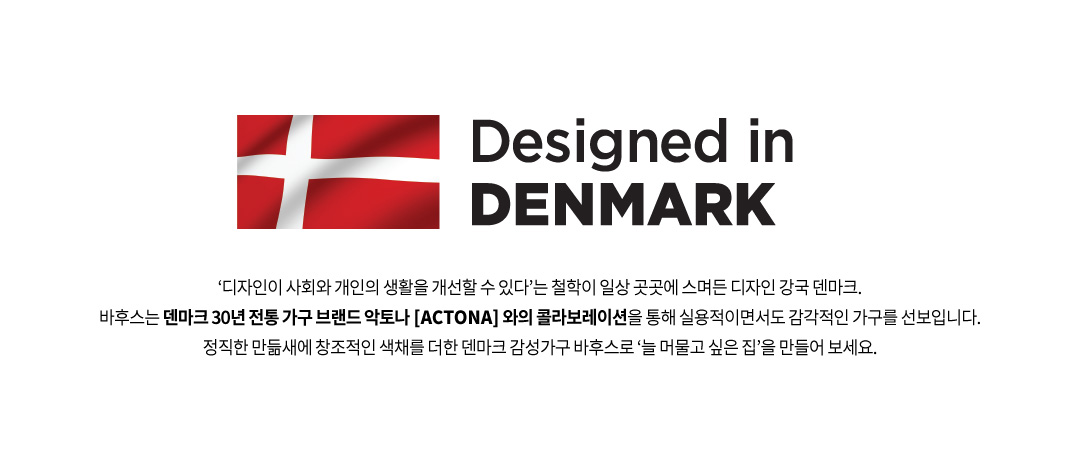 Designed in
DENMARK
‘디자인이 사회와 개인의 생활을 개선할 수 있다’는 철학이 일상 곳곳에 스며든 디자인 강국 덴마크.
바후스는 덴마크 30년 전통 가구 브랜드 악토나 [ACTONA] 와의 콜라보레이션을 통해 실용적이면서도 감각적인 가구를 선보입니다.
정직한 만듦새에 창조적인 색채를 더한 덴마크 감성가구 바후스로 ‘늘 머물고 싶은 집’을 만들어 보세요.